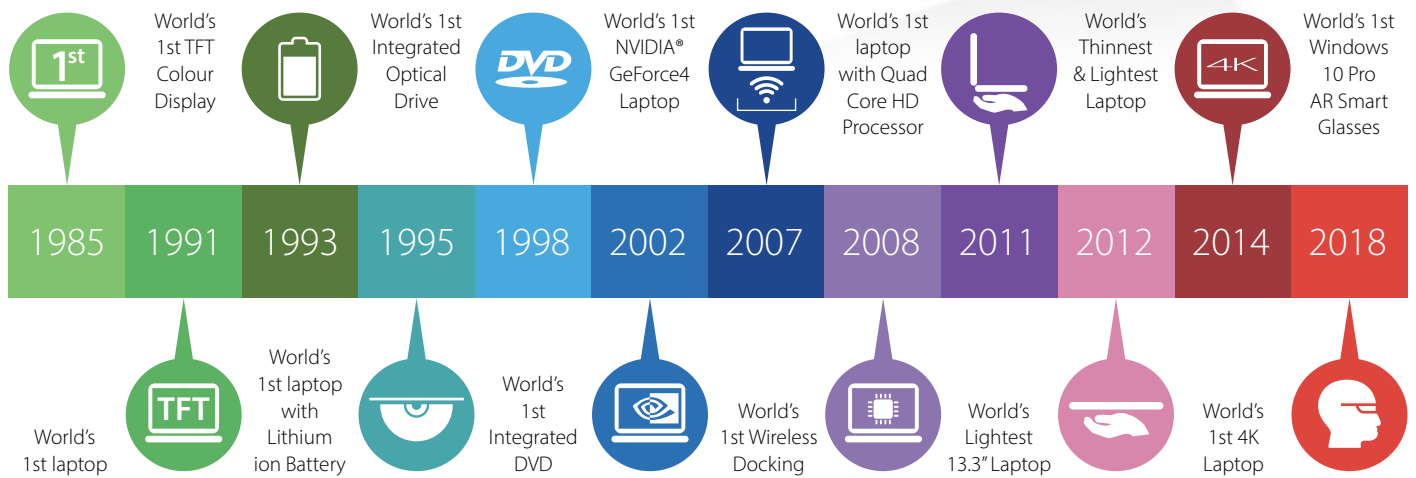 World’s
1st TFT
Colour
Display
World’s 1st
Integrated
Optical
Drive
World’s 1st
NVIDIA®
GeForce4
Laptop
World’s 1st
laptop
with Quad
Core HD
Processor
World’s
Thinnest
& Lightest
Laptop
World’s 1st
Windows
10 Pro
AR Smart
Glasses
1st
DVD
4K
1985
1991
1993
1995
1998
2002
2007
2008
2011
2012
2014
2018
World’s
1st laptop
TFT
World’s
1st laptop
with
Lithium
ion Battery
World’s
1st
Integrated
DVD
World’s
1st Wireless
Docking
World’s
Lightest
13.3” Laptop
World’s
1st 4K
Laptop